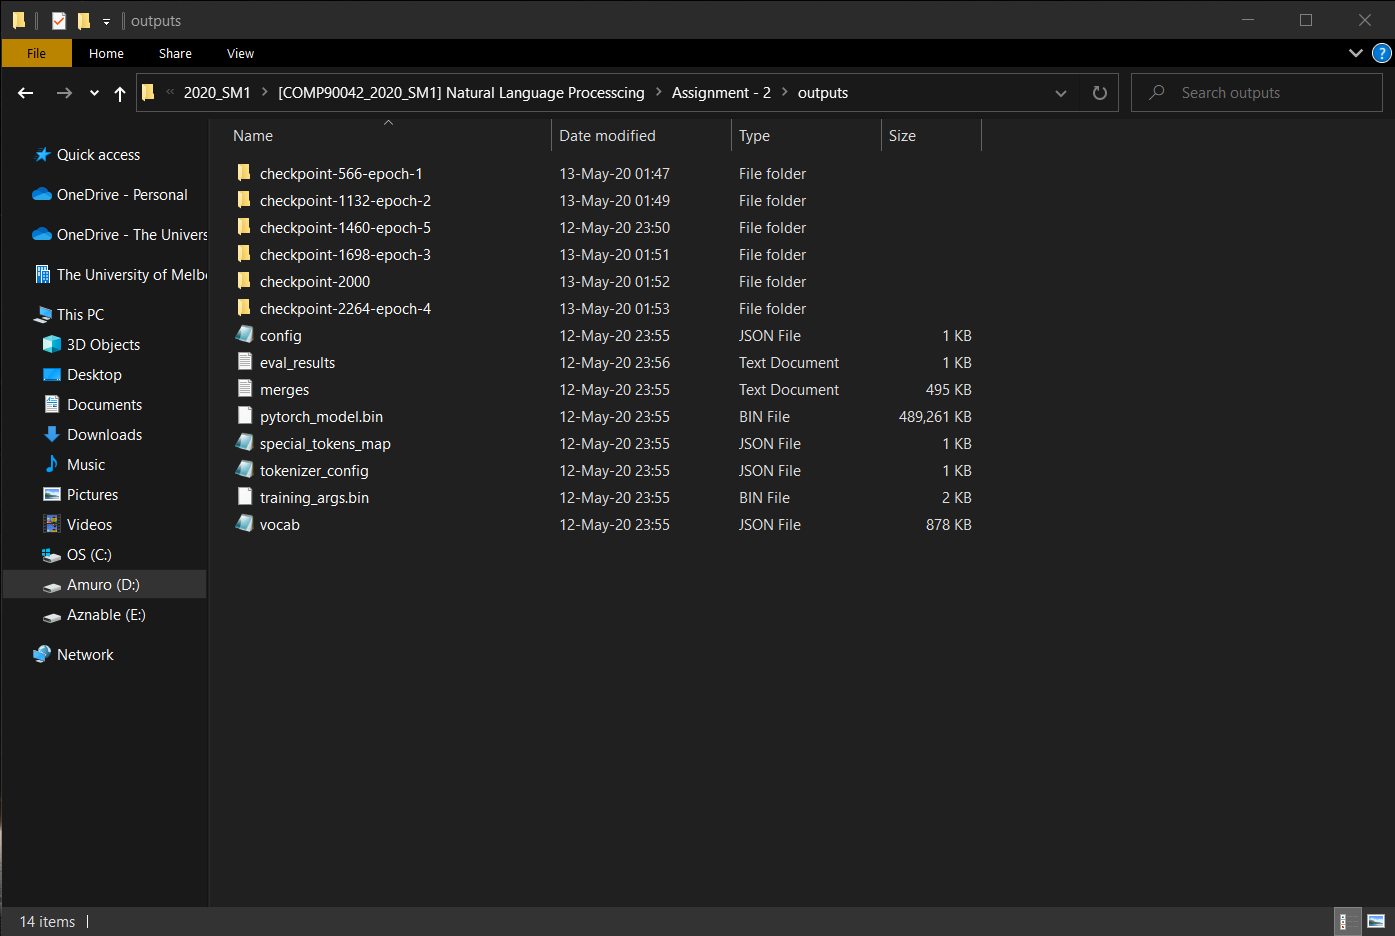 outputs
File Home Share View
« 2020_SM1 > [COMP90042_2020_SM1] Natural Language Processcing > Assignment - 2 > outputs Search outputs
Name Date modified Type Size
Quick access
OneDrive - Personal
OneDrive - The Univers
The University of Melb
This PC
3D Objects
Desktop
Documents
Downloads
Music
Pictures
Videos
OS (C:)
Amuro (D:)
Aznable (E:)
Network
checkpoint-566-epoch-1 13-May-20 01:47 File folder
checkpoint-1132-epoch-2 13-May-20 01:49 File folder
checkpoint-1460-epoch-5 12-May-20 23:50 File folder
checkpoint-1698-epoch-3 13-May-20 01:51 File folder
checkpoint-2000 13-May-20 01:52 File folder
checkpoint-2264-epoch-4 13-May-20 01:53 File folder
config 12-May-20 23:55 JSON File 1 KB
eval_results 12-May-20 23:56 Text Document 1 KB
merges 12-May-20 23:55 Text Document 495 KB
pytorch_model.bin 12-May-20 23:55 BIN File 489,261 KB
special_tokens_map 12-May-20 23:55 JSON File 1 KB
tokenizer_config 12-May-20 23:55 JSON File 1 KB
training_args.bin 12-May-20 23:55 BIN File 2 KB
vocab 12-May-20 23:55 JSON File 878 KB
14 items